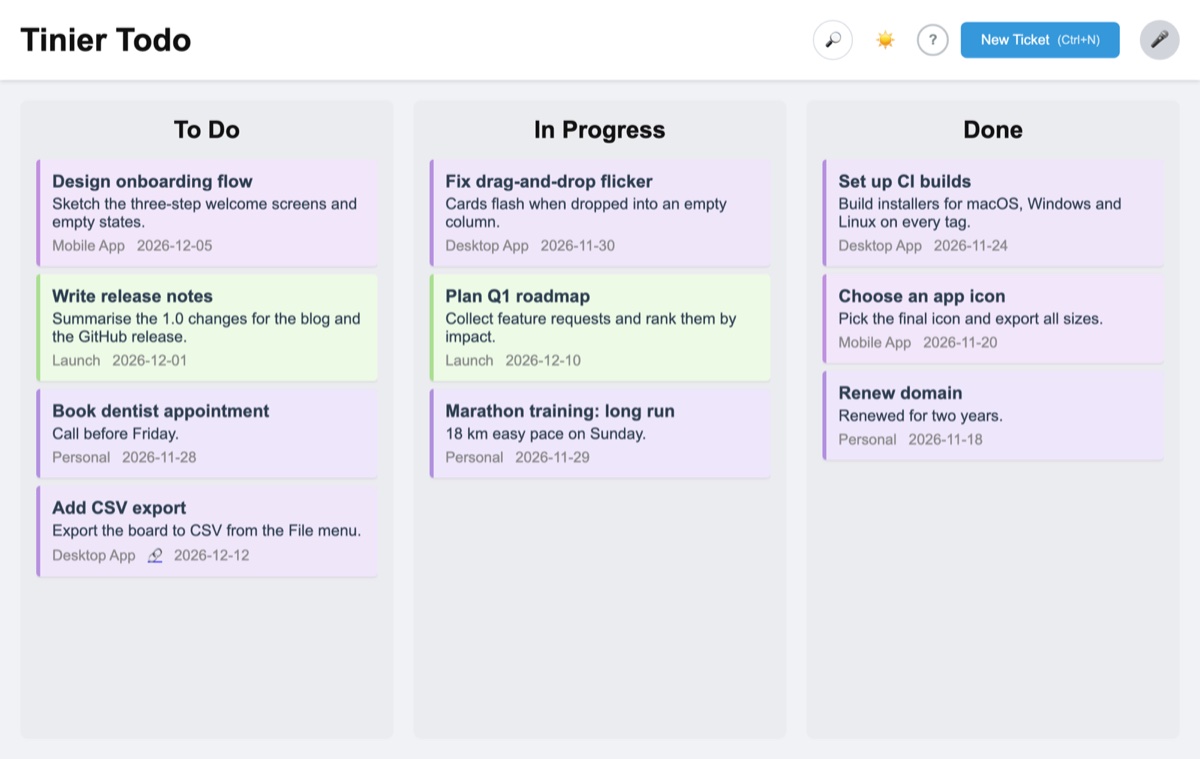 Tinier Todo
?
New Ticket (Ctrl+N)
To Do
Design onboarding flow
Sketch the three-step welcome screens and
empty states.
Mobile App 2026-12-05
Write release notes
Summarise the 1.0 changes for the blog and
the GitHub release.
Launch 2026-12-01
Book dentist appointment
Call before Friday.
Personal 2026-11-28
Add CSV export
Export the board to CSV from the File menu.
Desktop App 2026-12-12
In Progress
Fix drag-and-drop flicker
Cards flash when dropped into an empty
column.
Desktop App 2026-11-30
Plan Q1 roadmap
Collect feature requests and rank them by
impact.
Launch 2026-12-10
Marathon training: long run
18 km easy pace on Sunday.
Personal 2026-11-29
Done
Set up CI builds
Build installers for macOS, Windows and
Linux on every tag.
Desktop App 2026-11-24
Choose an app icon
Pick the final icon and export all sizes.
Mobile App 2026-11-20
Renew domain
Renewed for two years.
Personal 2026-11-18